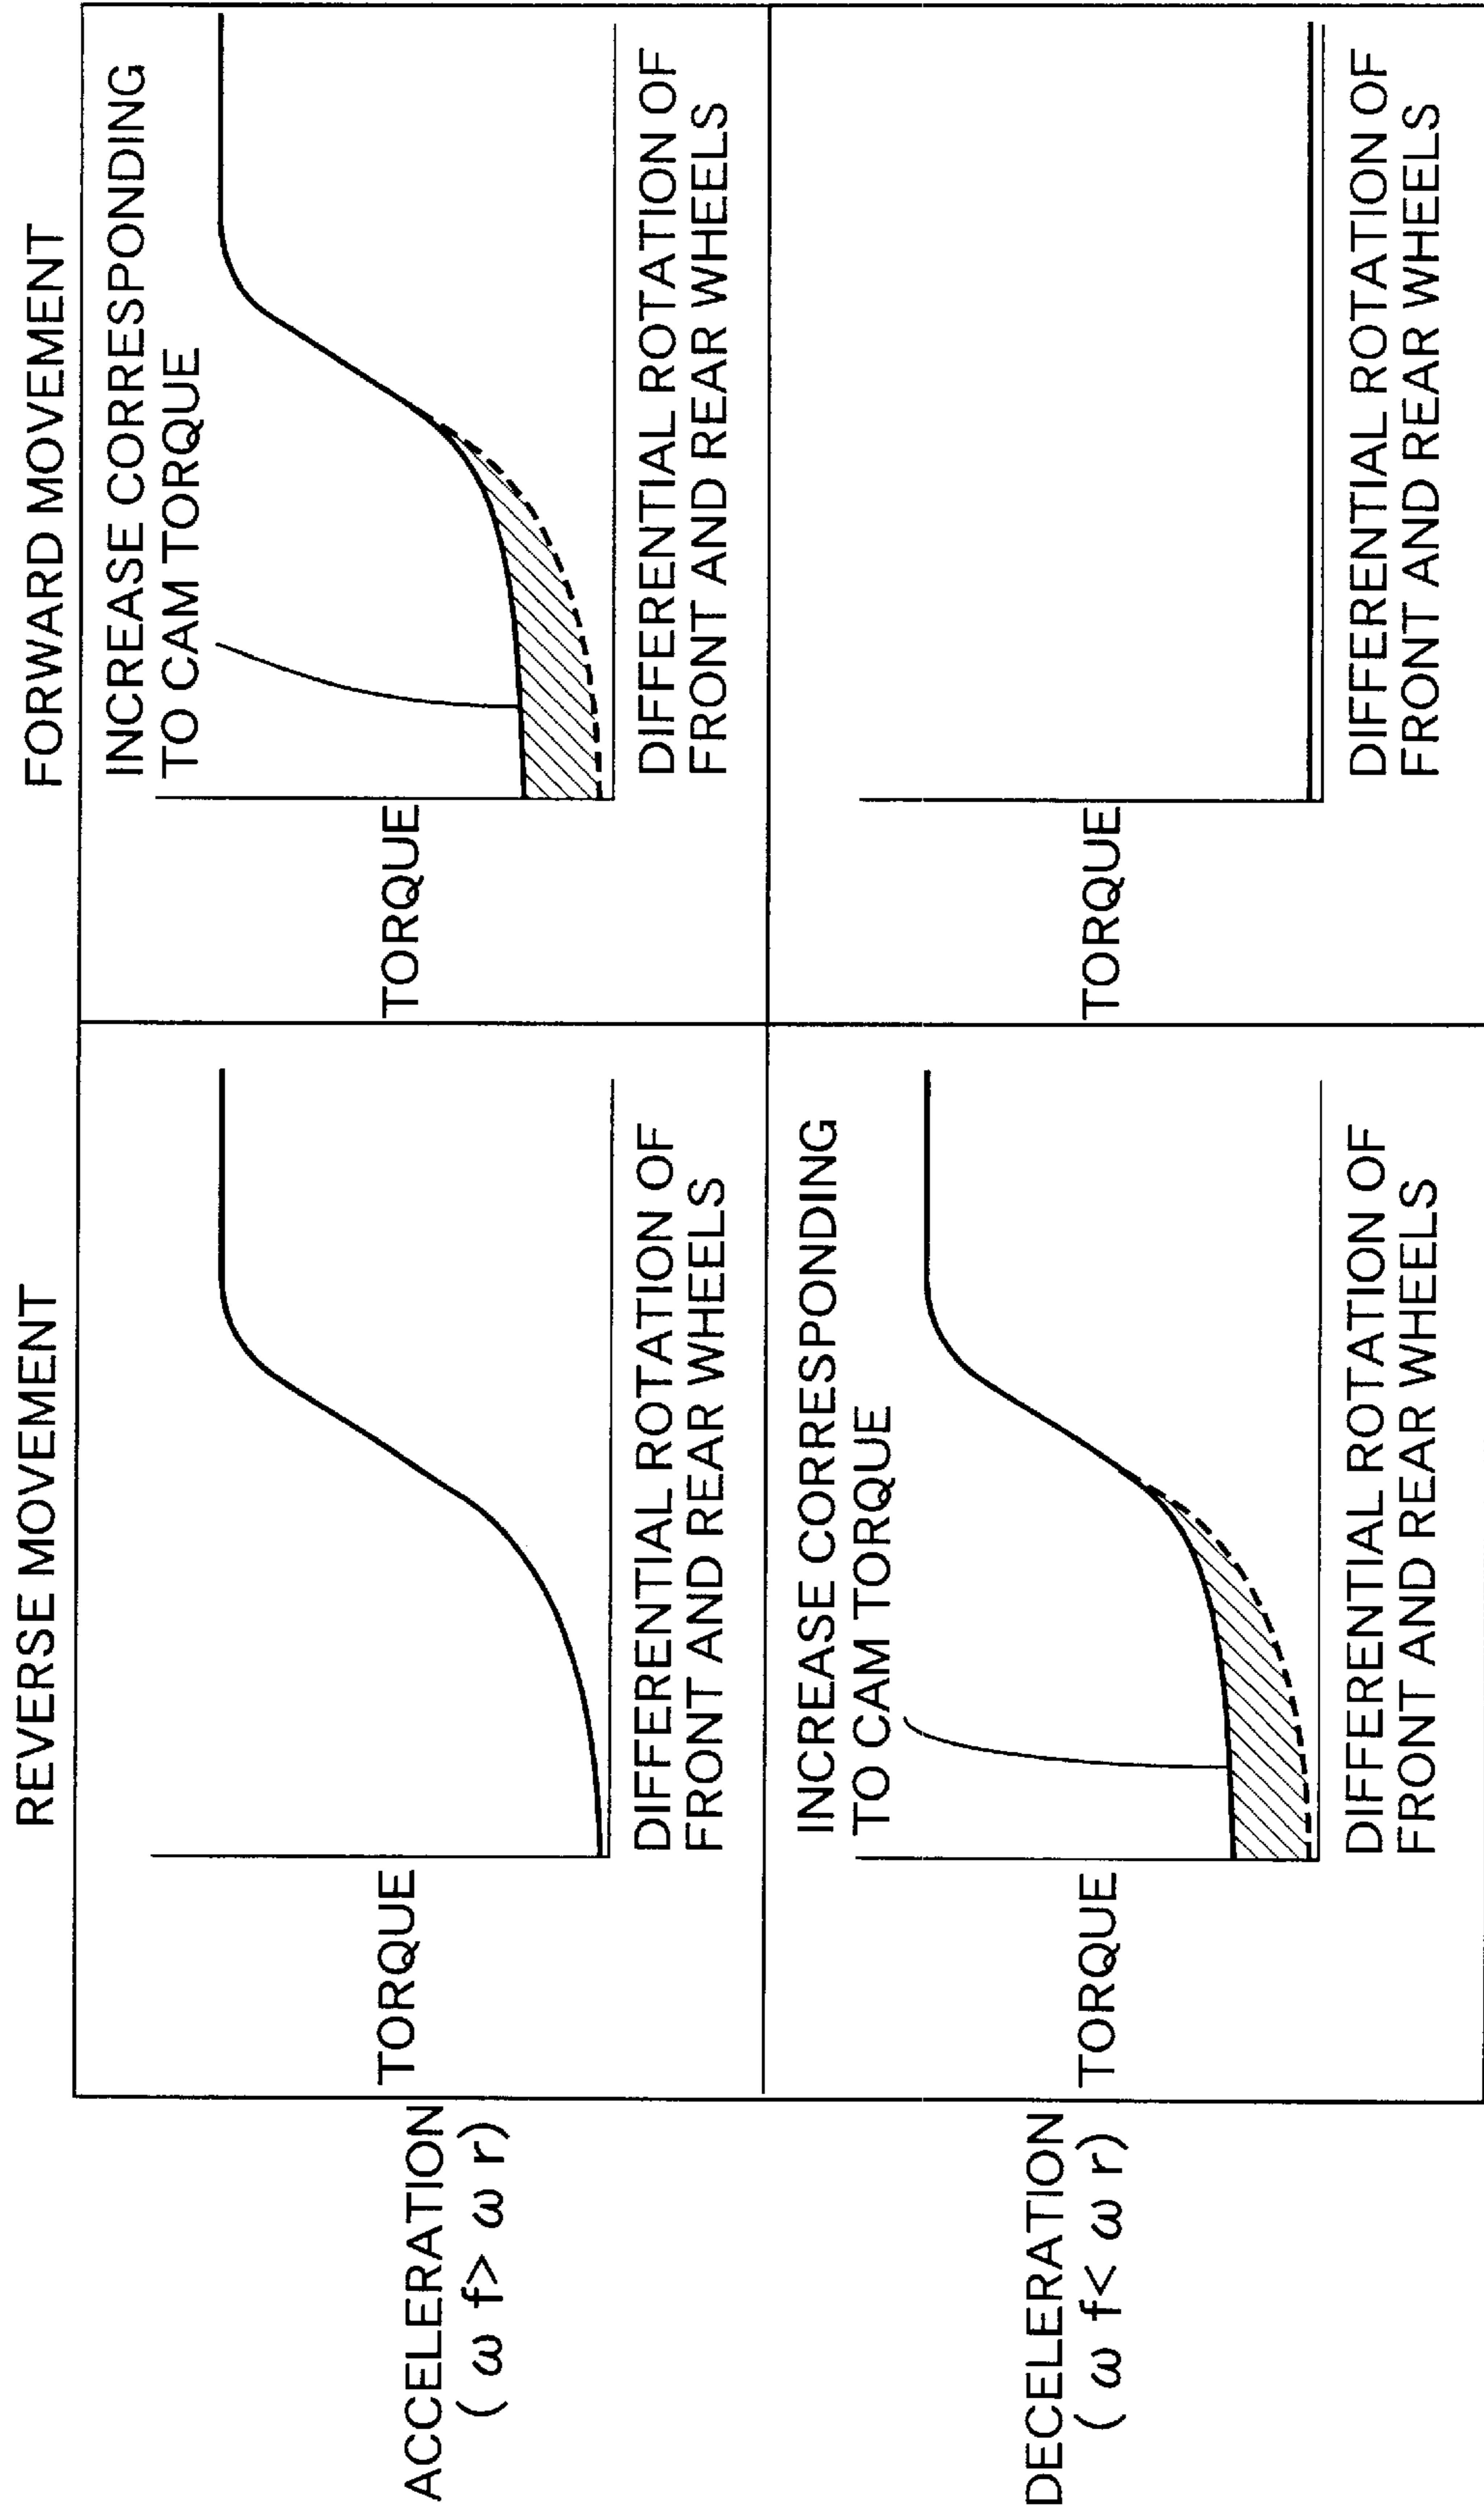 REVERSE MOVEMENT
FORWARD MOVEMENT
ACCELERATION
( ω f> ω r)
TORQUE
DIFFERENTIAL ROTATION OF
FRONT AND REAR WHEELS
INCREASE CORRESPONDING
TO CAM TORQUE
TORQUE
DIFFERENTIAL ROTATION OF
FRONT AND REAR WHEELS
DECELERATION
( ω f< ω r)
INCREASE CORRESPONDING
TO CAM TORQUE
TORQUE
DIFFERENTIAL ROTATION OF
FRONT AND REAR WHEELS
TORQUE
DIFFERENTIAL ROTATION OF
FRONT AND REAR WHEELS